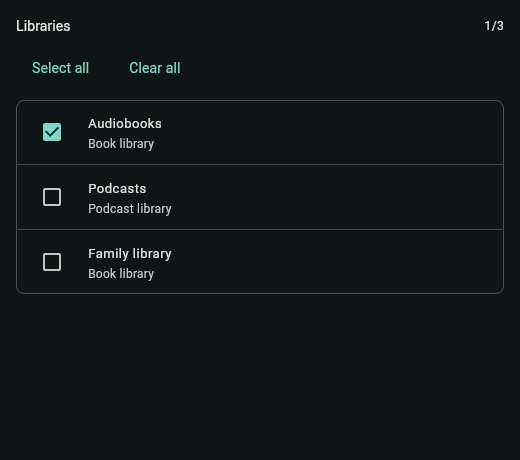 Libraries 1/3
Select all Clear all
Audiobooks
Book library
Podcasts
Podcast library
Family library
Book library